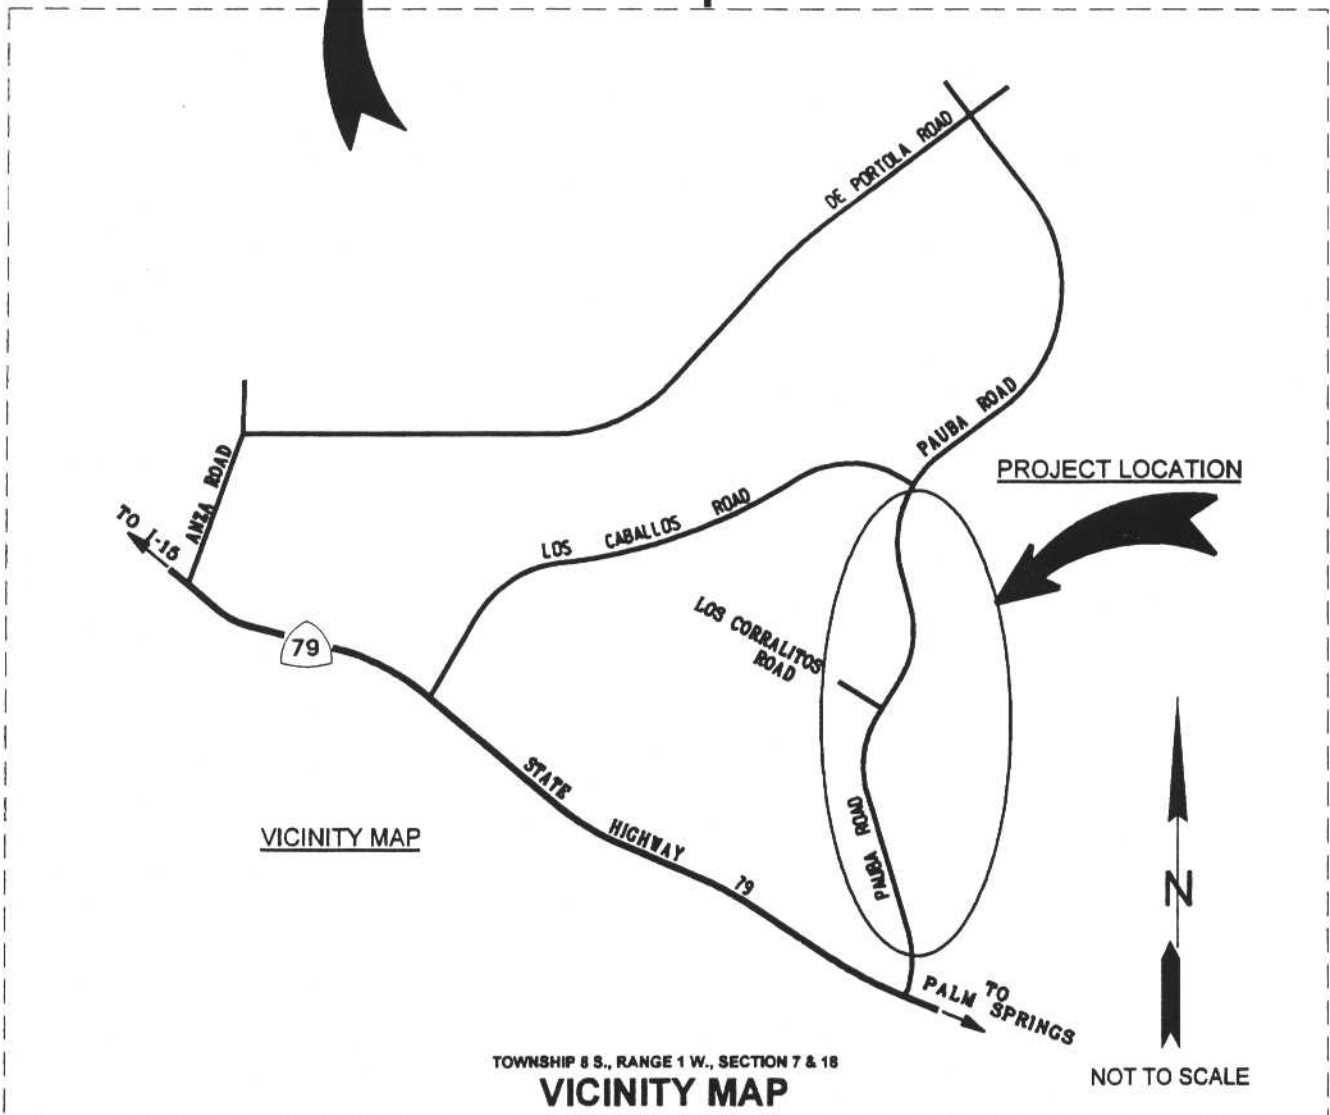 DE PORTOLA ROAD
PAUBA ROAD
PROJECT LOCATION
ANZA ROAD
TO I-15
LOS CABALLOS ROAD
LOS CORRALITOS
ROAD
79
STATE HIGHWAY 79
VICINITY MAP
PAUBA ROAD
N
TO
PALM SPRINGS
TOWNSHIP 8 S., RANGE 1 W., SECTION 7 & 18
VICINITY MAP
NOT TO SCALE